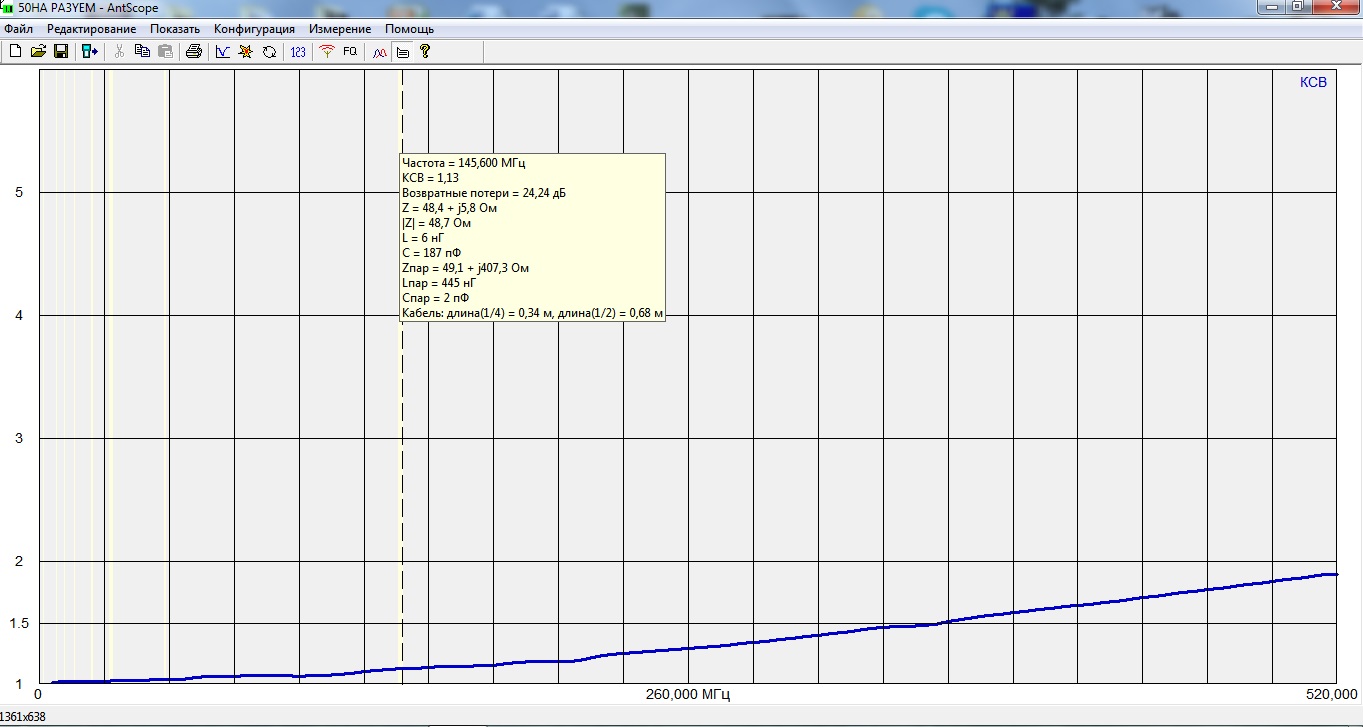 50НА РАЗУЕМ - AntScope
Файл Редактирование Показать Конфигурация Измерение Помощь
123 FQ ?
КСВ
Частота = 145,600 МГц
КСВ = 1,13
Возвратные потери = 24,24 дБ
Z = 48,4 + j5,8 Ом
|Z| = 48,7 Ом
L = 6 нГ
C = 187 пФ
Zпар = 49,1 + j407,3 Ом
Lпар = 445 нГ
Cпар = 2 пФ
Кабель: длина(1/4) = 0,34 м, длина(1/2) = 0,68 м
5
4
3
2
1.5
1
0 260,000 МГц 520,000
1361x638